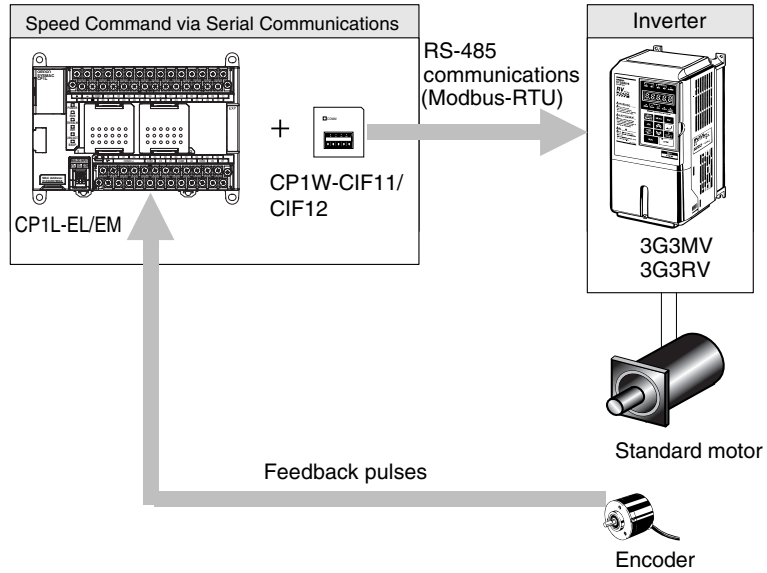 Speed Command via Serial Communications
Inverter
RS-485
communications
(Modbus-RTU)
+
CP1W-CIF11/
CIF12
CP1L-EL/EM
3G3MV
3G3RV
Standard motor
Feedback pulses
Encoder